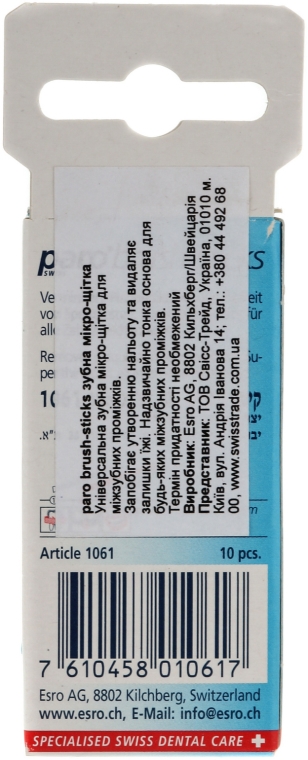 paro brush-sticks зубна мікро-щітка
Універсальна зубна мікро-щітка для
міжзубних проміжків.
Запобігає утворенню нальоту та видаляє
залишки їжі. Надзвичайно тонка основа для
будь-яких міжзубних проміжків.
Термін придатності необмежений
Виробник: Esro AG, 8802 Кильхберг/Швейцарія
Представник: ТОВ Свісс-Трейд, Україна, 01010 м.
Київ, вул. Андрія Іванова 14; тел.: +380 44 492 68
00, www.swisstrade.com.ua
Article 1061 10 pcs.
7 610458 010617
Esro AG, 8802 Kilchberg, Switzerland
www.esro.ch, E-Mail: info@esro.ch
SPECIALISED SWISS DENTAL CARE